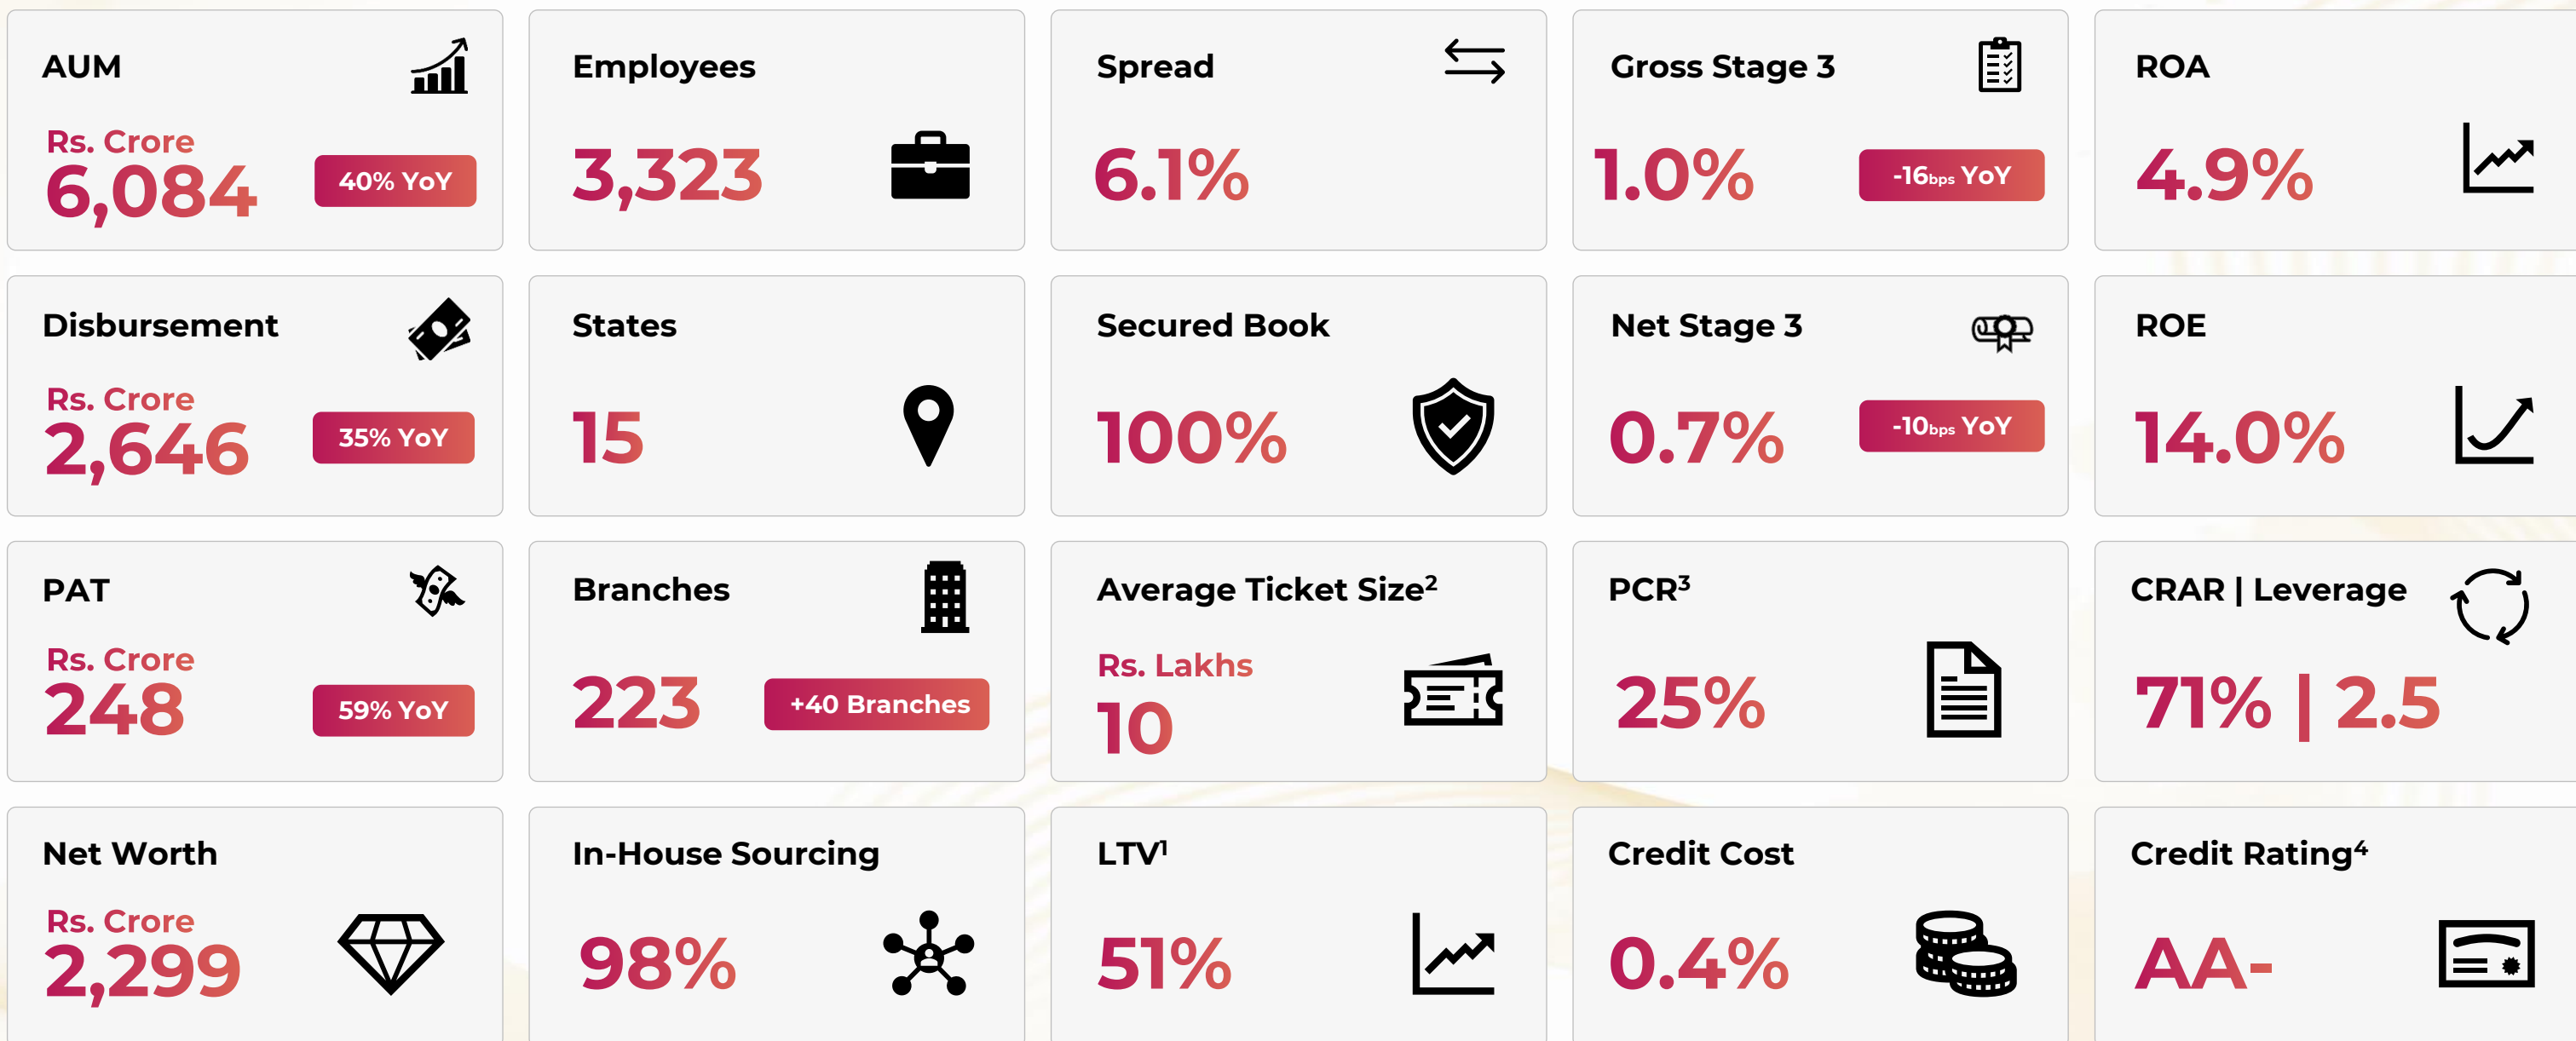 AUM
Rs. Crore
6,084
40% YoY
Employees
3,323
Spread
6.1%
Gross Stage 3
1.0%
-16bps YoY
ROA
4.9%
Disbursement
Rs. Crore
2,646
35% YoY
States
15
Secured Book
100%
Net Stage 3
0.7%
-10bps YoY
ROE
14.0%
PAT
Rs. Crore
248
59% YoY
Branches
223
+40 Branches
Average Ticket Size²
Rs. Lakhs
10
PCR³
25%
CRAR | Leverage
71% | 2.5
Net Worth
Rs. Crore
2,299
In-House Sourcing
98%
LTV¹
51%
Credit Cost
0.4%
Credit Rating⁴
AA-